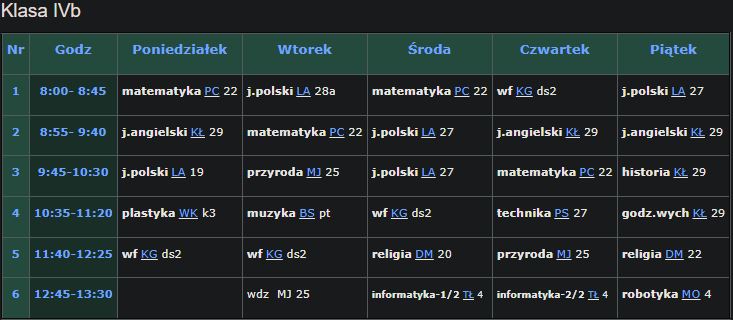 Klasa IVb
Nr Godz Poniedziałek Wtorek Środa Czwartek Piątek
1 8:00- 8:45 matematyka PC 22 j.polski LA 28a matematyka PC 22 wf KG ds2 j.polski LA 27
2 8:55- 9:40 j.angielski KŁ 29 matematyka PC 22 j.polski LA 27 j.angielski KŁ 29 j.angielski KŁ 29
3 9:45-10:30 j.polski LA 19 przyroda MJ 25 j.polski LA 27 matematyka PC 22 historia KŁ 29
4 10:35-11:20 plastyka WK k3 muzyka BS pt wf KG ds2 technika PS 27 godz.wych KŁ 29
5 11:40-12:25 wf KG ds2 wf KG ds2 religia DM 20 przyroda MJ 25 religia DM 22
6 12:45-13:30 wdz MJ 25 informatyka-1/2 TŁ 4 informatyka-2/2 TŁ 4 robotyka MO 4